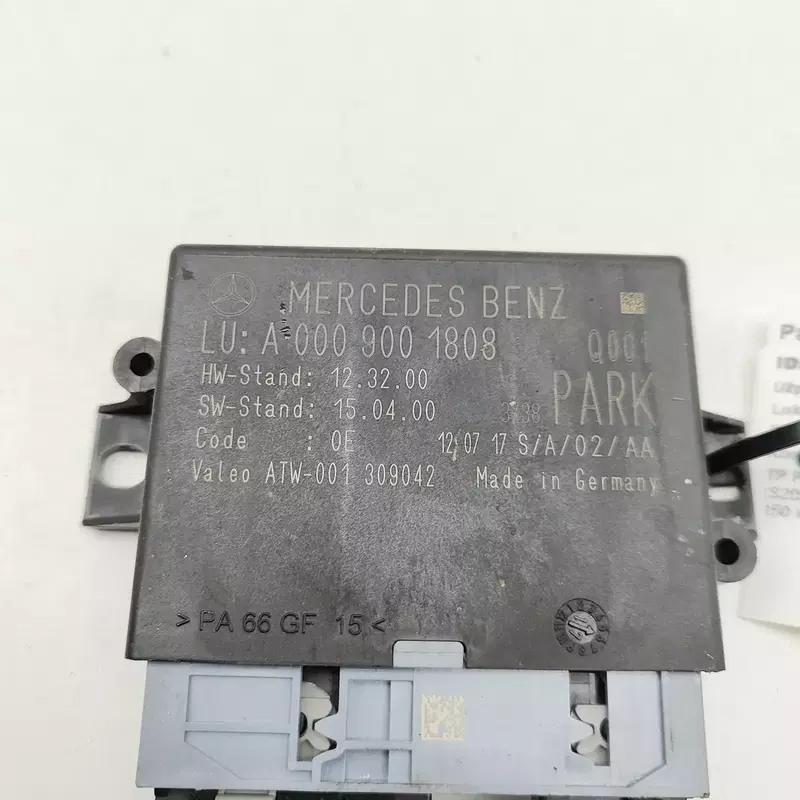 MERCEDES BENZ
LU: A 000 900 1808 Q001
HW-Stand: 12.32.00
SW-Stand: 15.04.00 PARK
Code : 0E 12 07 17 S/A/02/AA
Valeo ATW-001 309042 Made in Germany
> PA 66 GF 15 <